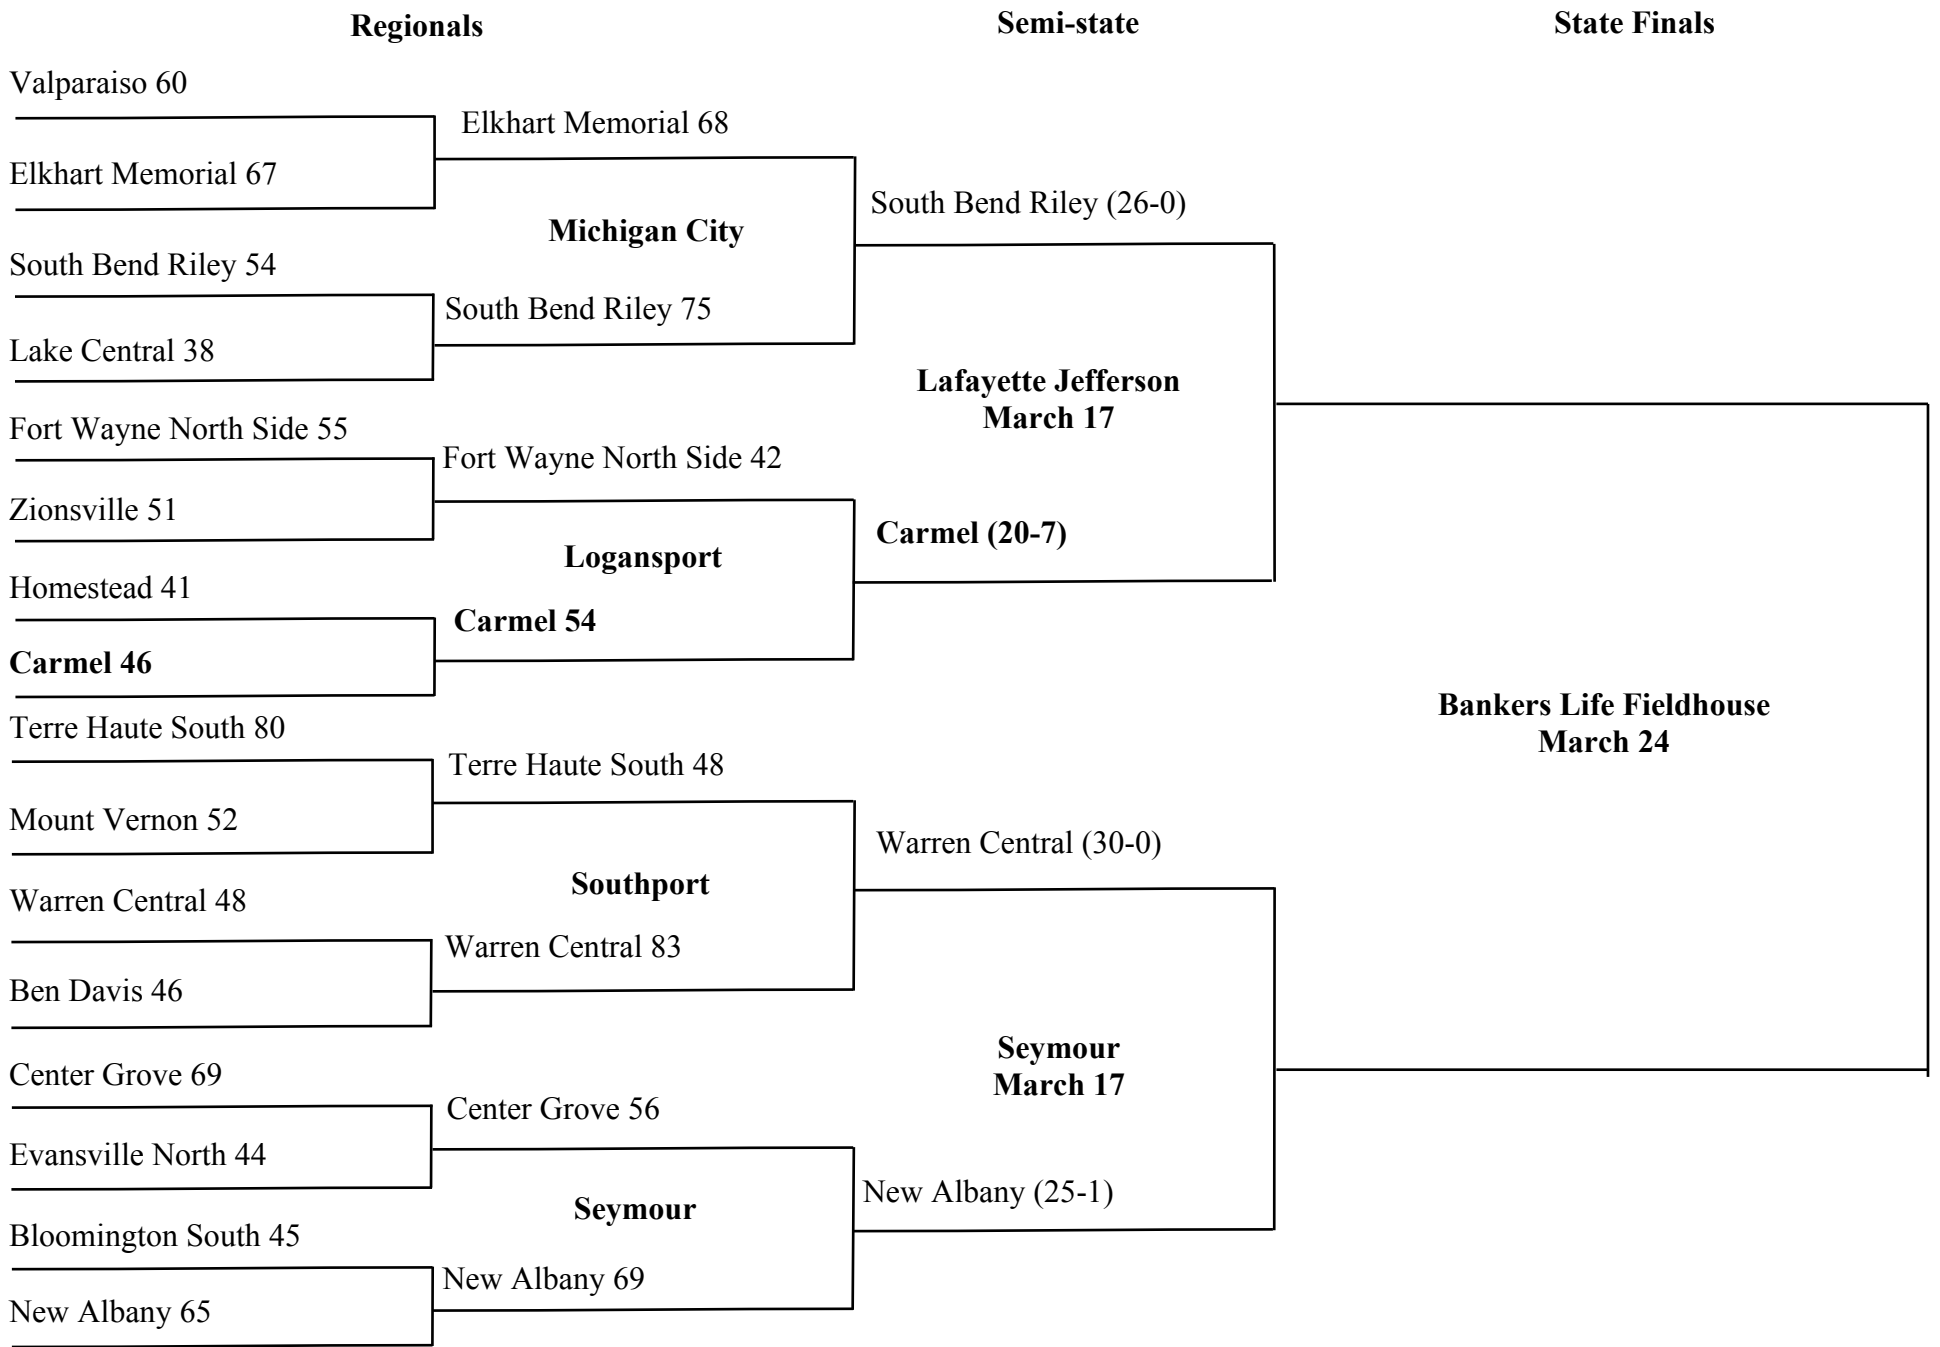 Regionals
Semi-state
State Finals
Valparaiso 60
Elkhart Memorial 67
South Bend Riley 54
Lake Central 38
Fort Wayne North Side 55
Zionsville 51
Homestead 41
Carmel 46
Terre Haute South 80
Mount Vernon 52
Warren Central 48
Ben Davis 46
Center Grove 69
Evansville North 44
Bloomington South 45
New Albany 65
Elkhart Memorial 68
Michigan City
South Bend Riley 75
Fort Wayne North Side 42
Logansport
Carmel 54
Terre Haute South 48
Southport
Warren Central 83
Center Grove 56
Seymour
New Albany 69
South Bend Riley (26-0)
Lafayette Jefferson
March 17
Carmel (20-7)
Warren Central (30-0)
Seymour
March 17
New Albany (25-1)
Bankers Life Fieldhouse
March 24